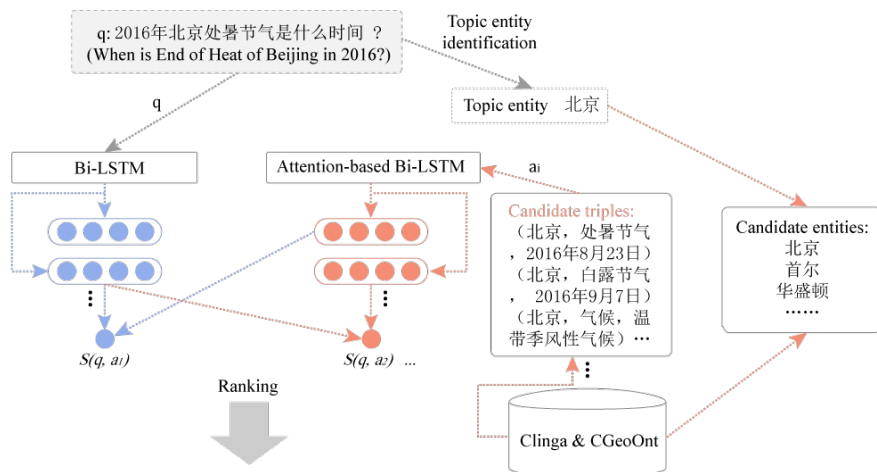 q: 2016年北京处暑节气是什么时间 ？
(When is End of Heat of Beijing in 2016?)
Topic entity
identification
q
Topic entity 北京
Bi-LSTM
Attention-based Bi-LSTM
ai
Candidate triples:
（北京，处暑节气
，2016年8月23日）
（北京，白露节气
， 2016年9月7日）
（北京，气候，温
带季风性气候）…
Candidate entities:
北京
首尔
华盛顿
……
S(q, a1)
S(q, a2) ...
Ranking
Clinga & CGeoOnt